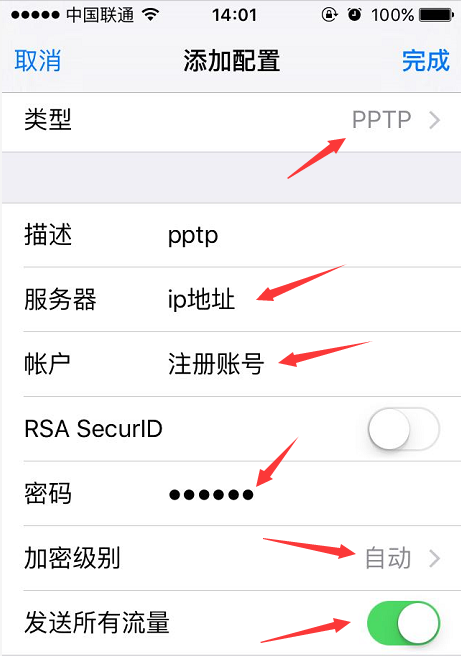 中国联通 14:01 100%
取消 添加配置 完成
类型 PPTP
描述 pptp
服务器 ip地址
帐户 注册账号
RSA SecurID
密码 ●●●●●●
加密级别 自动
发送所有流量